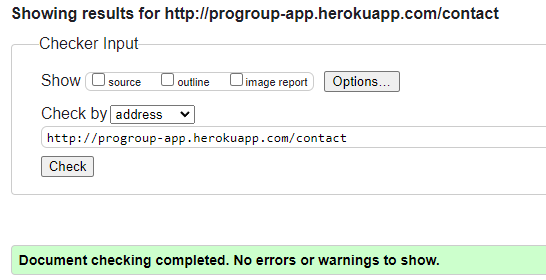 Showing results for http://progroup-app.herokuapp.com/contact
Checker Input
Show source outline image report Options...
Check by address
http://progroup-app.herokuapp.com/contact
Check
Document checking completed. No errors or warnings to show.